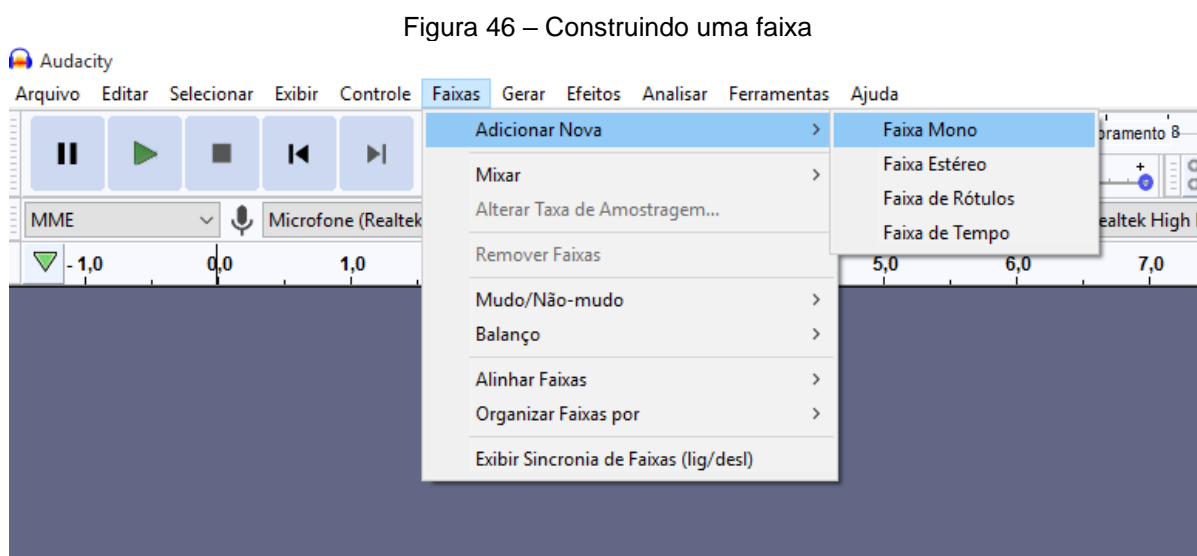 Figura 46 – Construindo uma faixa
Audacity
Arquivo Editar Selecionar Exibir Controle Faixas Gerar Efeitos Analisar Ferramentas Ajuda
Adicionar Nova
Faixa Mono
Faixa Estéreo
Faixa de Rótulos
Faixa de Tempo
Mixar
Alterar Taxa de Amostragem...
Remover Faixas
Mudo/Não-mudo
Balanço
Alinhar Faixas
Organizar Faixas por
Exibir Sincronia de Faixas (lig/desl)
MME Microfone (Realtek
High
- 1,0 0,0 1,0 5,0 6,0 7,0